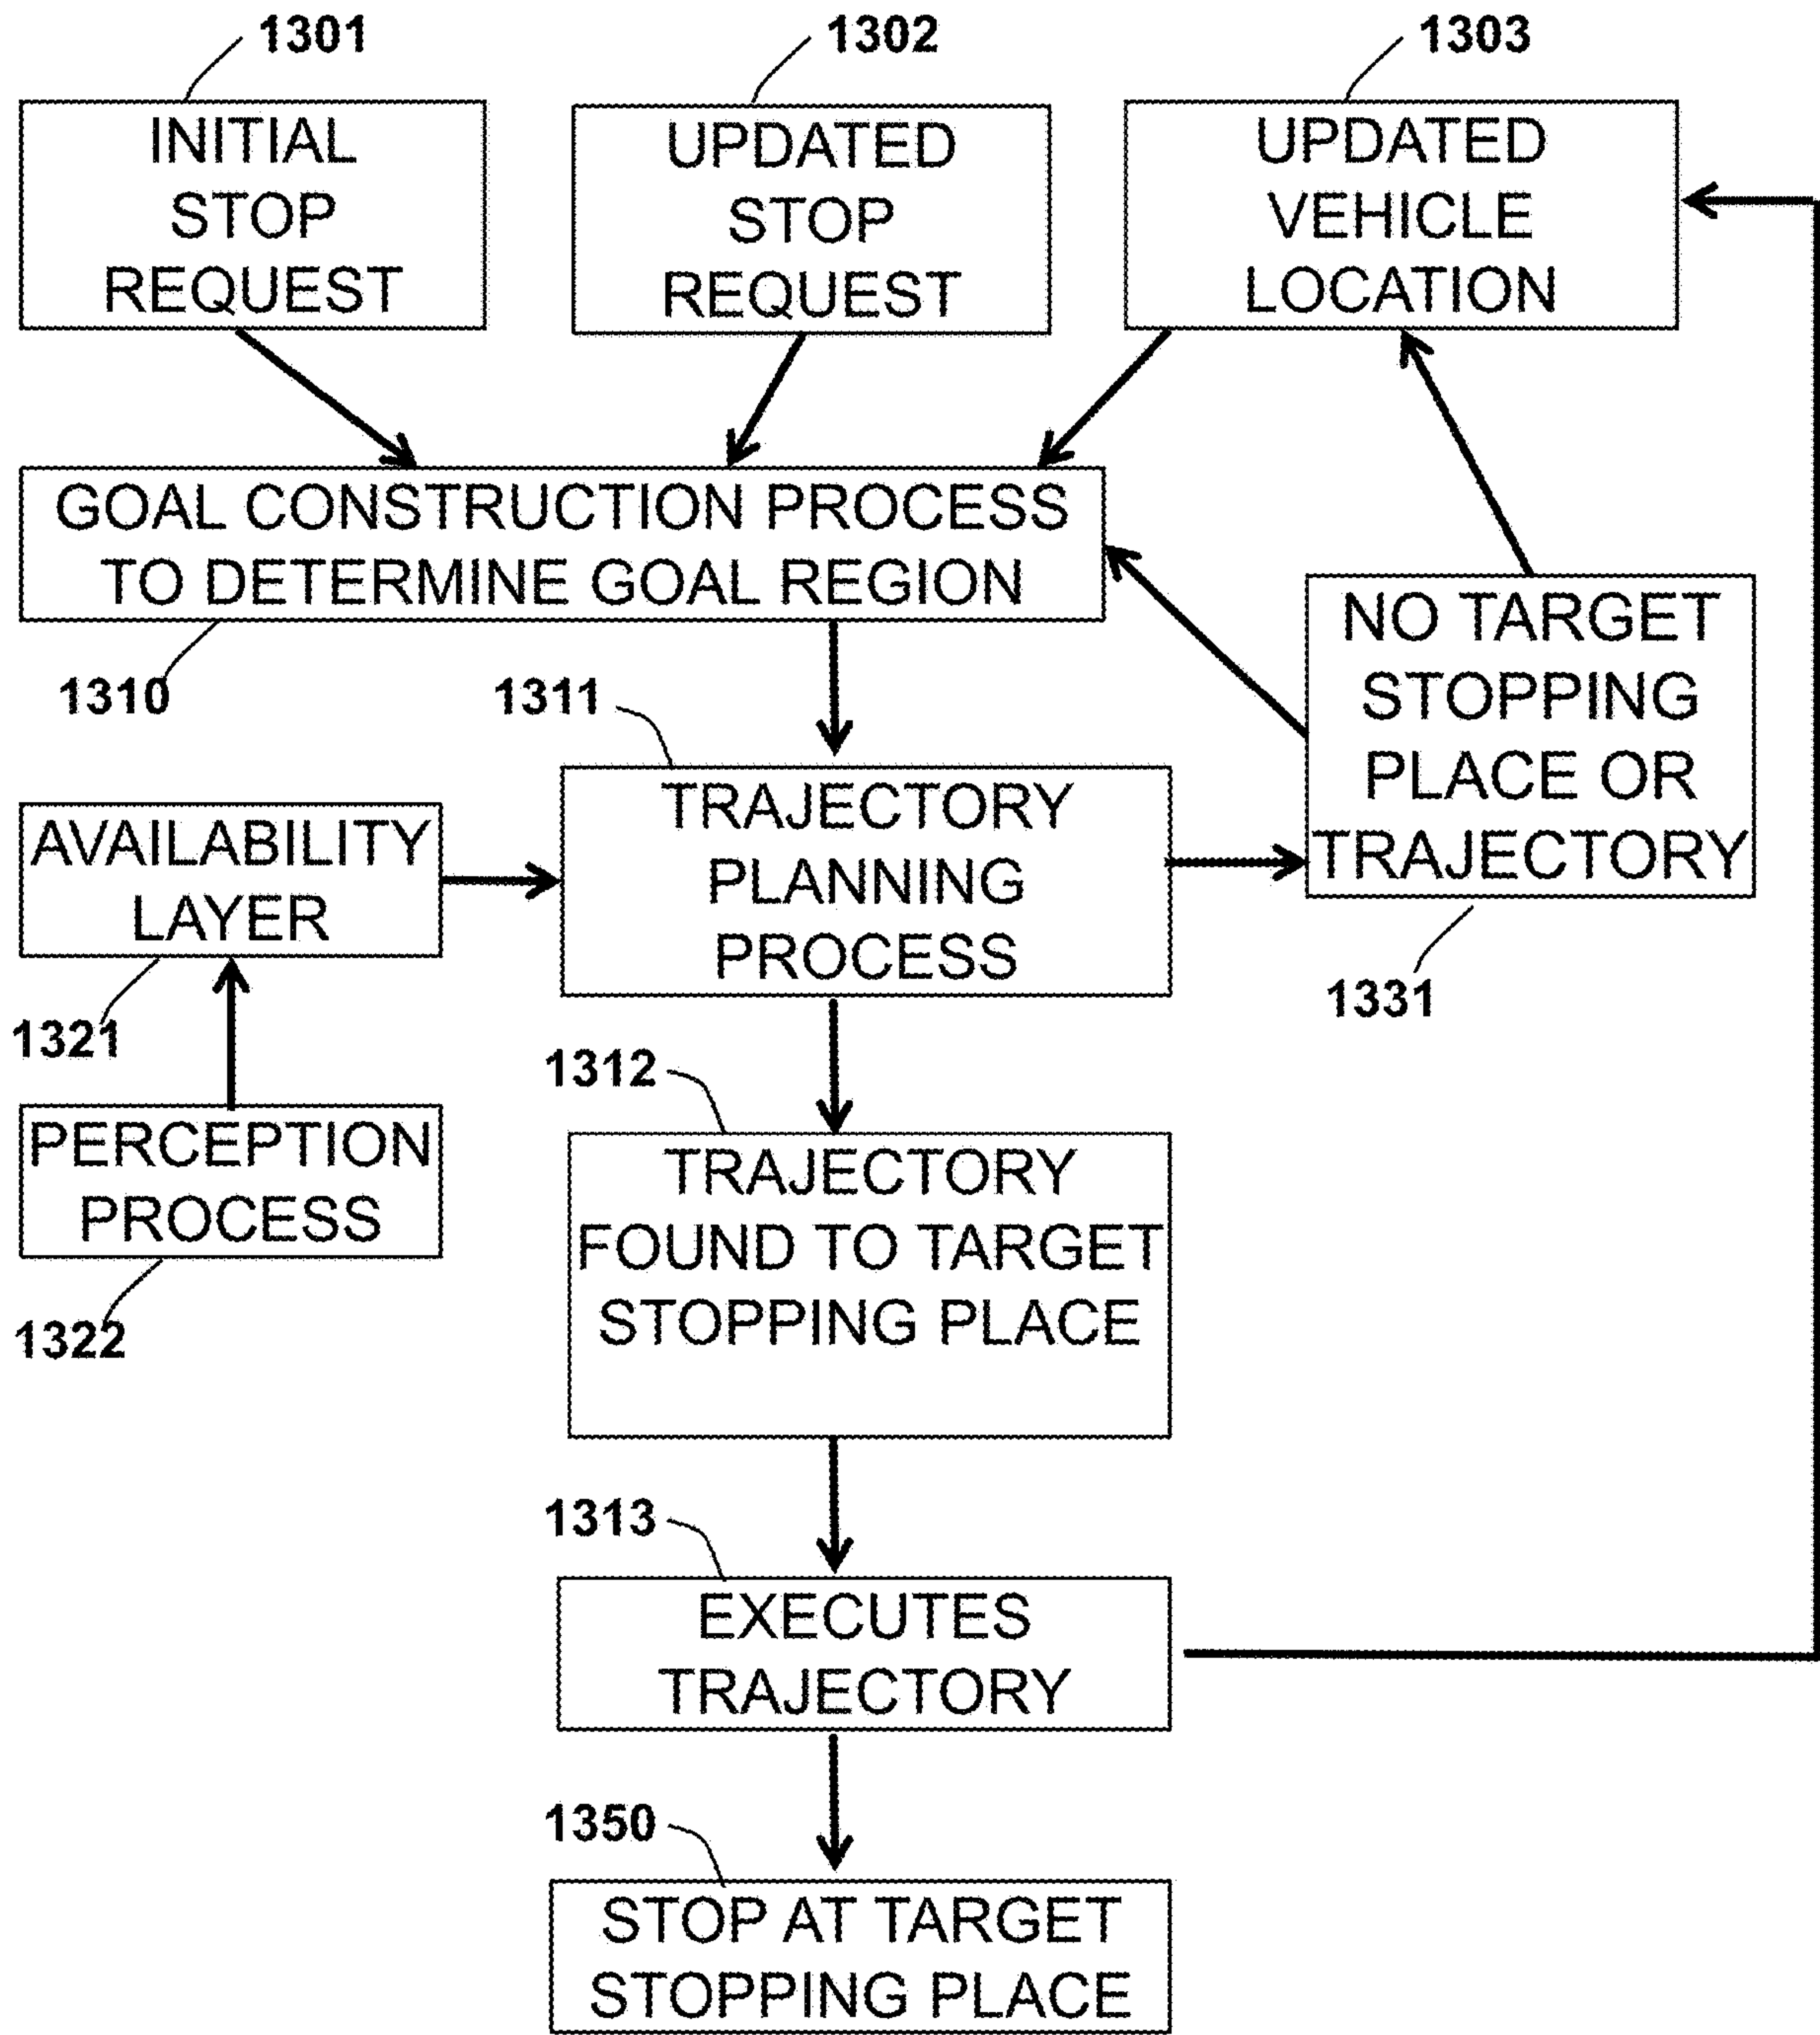 1301
1302
1303
INITIAL
STOP
REQUEST
UPDATED
STOP
REQUEST
UPDATED
VEHICLE
LOCATION
GOAL CONSTRUCTION PROCESS
TO DETERMINE GOAL REGION
1310
1311
NO TARGET
STOPPING
PLACE OR
TRAJECTORY
1331
AVAILABILITY
LAYER
1321
TRAJECTORY
PLANNING
PROCESS
PERCEPTION
PROCESS
1322
1312
TRAJECTORY
FOUND TO TARGET
STOPPING PLACE
1313
EXECUTES
TRAJECTORY
1350
STOP AT TARGET
STOPPING PLACE